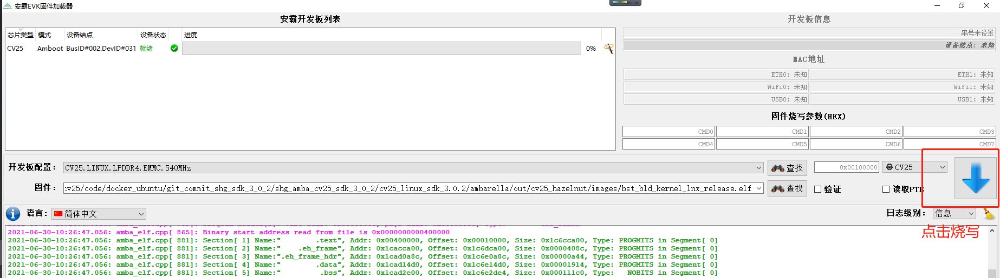 安霸EVK固件加载器
安霸开发板列表
开发板信息
芯片类型 模式 设备结点 设备状态 进度
CV25 Amboot BusID#002.DevID#031 就绪 0%
串号未设置
设备结点: 未知
MAC地址
ETH0: 未知 ETH1: 未知
WiFi0: 未知 WiFi1: 未知
USB0: 未知 USB1: 未知
固件烧写参数(HEX)
CMD0 CMD1 CMD2 CMD3
CMD4 CMD5 CMD6 CMD7
开发板配置: CV25.LINUX.LPDDR4.EMMC.540MHz 查找 0x00100000 CV25
固件: cv25/code/docker_ubuntu/git_commit_shg_sdk_3_0_2/shg_amba_cv25_sdk_3_0_2/cv25_linux_sdk_3.0.2/ambarella/out/cv25_hazelnut/images/bst_bld_kernel_lnx_release.elf 查找 验证 读取PTB
语言: 简体中文 日志级别: 信息
点击烧写
2021-06-30-10:26:47.056: amba_elf.cpp[ 865]: Binary start address read from file is 0x0000000000400000
2021-06-30-10:26:47.056: amba_elf.cpp[ 881]: Section[ 1] Name:" .text", Addr: 0x00400000, Offset: 0x00010000, Size: 0x1c6cca00, Type: PROGMITS in Segment[ 0]
2021-06-30-10:26:47.056: amba_elf.cpp[ 881]: Section[ 2] Name:" .eh_frame", Addr: 0x1cacca00, Offset: 0x1c6dca00, Size: 0x0000408c, Type: PROGMITS in Segment[ 0]
2021-06-30-10:26:47.056: amba_elf.cpp[ 881]: Section[ 3] Name:".eh_frame_hdr", Addr: 0x1cad0a8c, Offset: 0x1c6e0a8c, Size: 0x00000a44, Type: PROGMITS in Segment[ 0]
2021-06-30-10:26:47.056: amba_elf.cpp[ 881]: Section[ 4] Name:" .data", Addr: 0x1cad14d0, Offset: 0x1c6e14d0, Size: 0x00001914, Type: PROGMITS in Segment[ 0]
2021-06-30-10:26:47.056: amba_elf.cpp[ 881]: Section[ 5] Name:" .bss", Addr: 0x1cad2e00, Offset: 0x1c6e2de4, Size: 0x000111c0, Type: NOBITS in Segment[ 0]